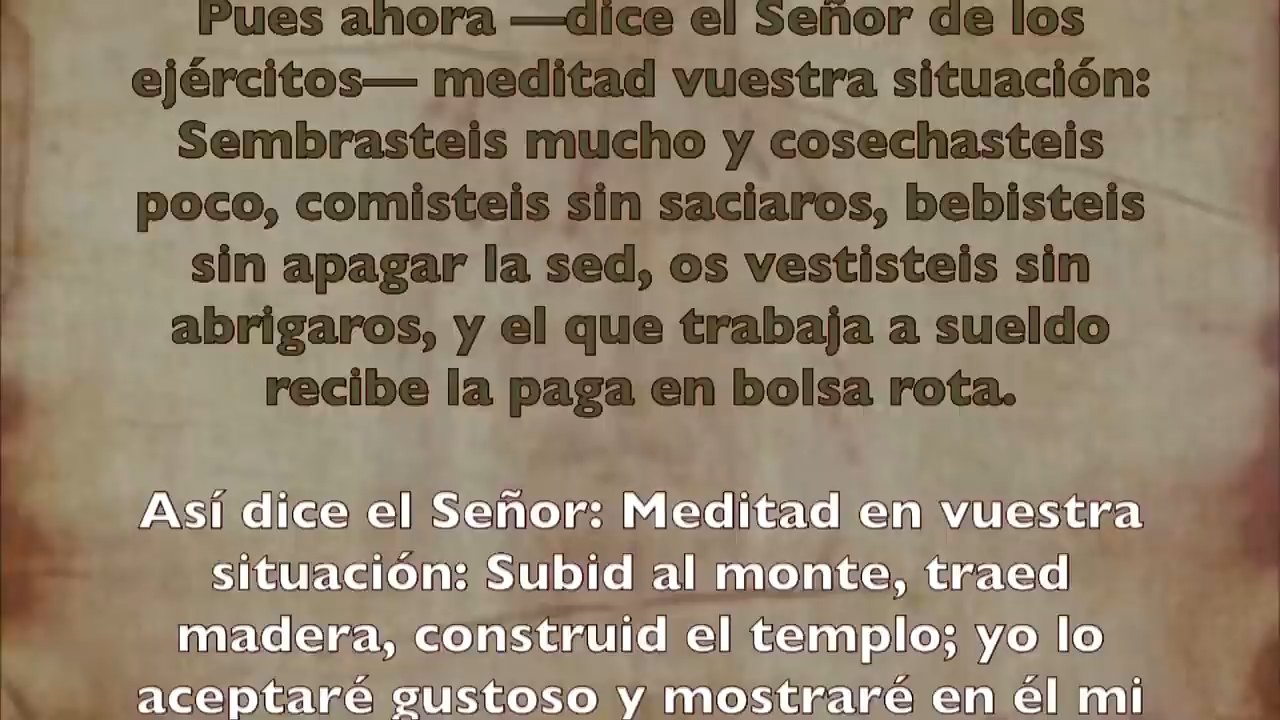 Pues ahora —dice el Señor de los
ejércitos— meditad vuestra situación:
Sembrasteis mucho y cosechasteis
poco, comisteis sin saciaros, bebisteis
sin apagar la sed, os vestisteis sin
abrigaros, y el que trabaja a sueldo
recibe la paga en bolsa rota.
Así dice el Señor: Meditad en vuestra
situación: Subid al monte, traed
madera, construid el templo; yo lo
aceptaré gustoso y mostraré en él mi